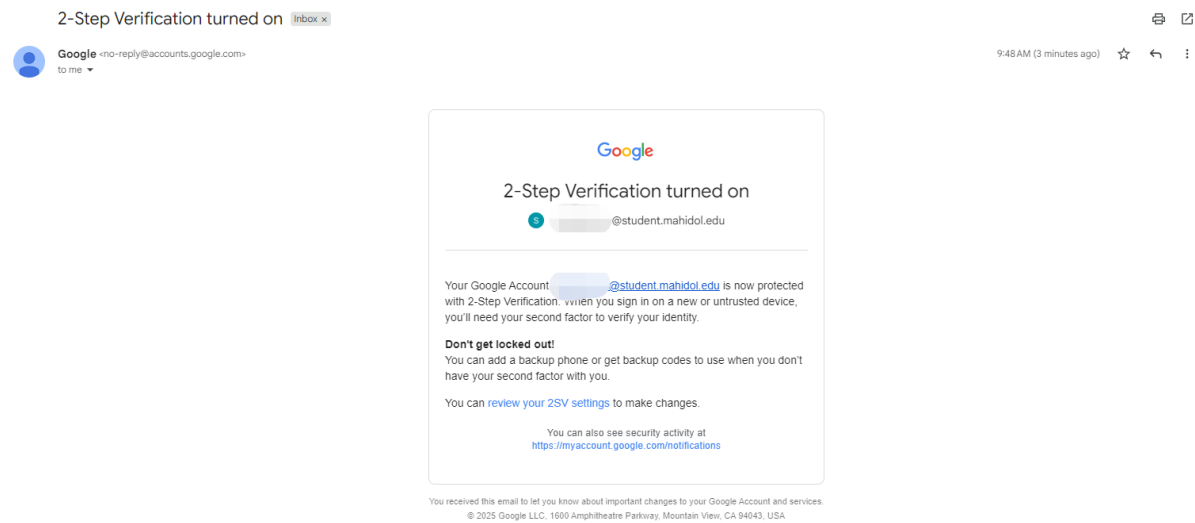 2-Step Verification turned on Inbox x
Google <no-reply@accounts.google.com>
9:48 AM (3 minutes ago)
to me
Google
2-Step Verification turned on
S @student.mahidol.edu
Your Google Account @student.mahidol.edu is now protected
with 2-Step Verification. When you sign in on a new or untrusted device,
you'll need your second factor to verify your identity.
Don't get locked out!
You can add a backup phone or get backup codes to use when you don't
have your second factor with you.
You can review your 2SV settings to make changes.
You can also see security activity at
https://myaccount.google.com/notifications
You received this email to let you know about important changes to your Google Account and services.
© 2025 Google LLC, 1600 Amphitheatre Parkway, Mountain View, CA 94043, USA